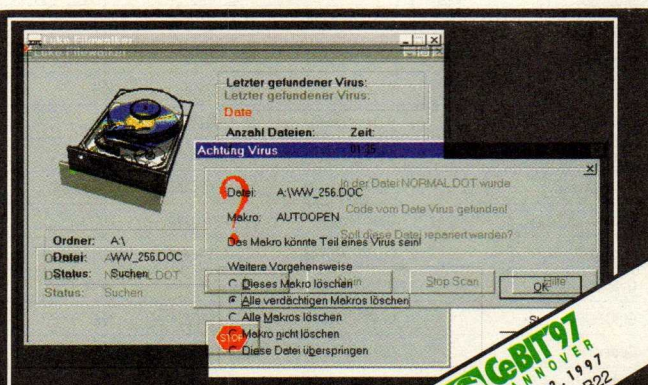 Luke Filewalker
Letzter gefundener Virus:
Letzter gefundener Virus:
Date
Anzahl Dateien: Zeit:
Achtung Virus
In der Datei NORMAL.DOT wurde
Datei: A:\WW_256.DOC
Code vom Date Virus gefunden!
Makro: AUTOOPEN
Soll diese Datei repariert werden?
Das Makro könnte Teil eines Virus sein!
Ordner: A:\
Datei: WW_256.DOC
Status: Suchen
Status: Suchen
Weitere Vorgehensweise
Dieses Makro löschen
Stop Scan
Hilfe
OK
Alle verdächtigen Makros löschen
Alle Makros löschen
STOP
Makro nicht löschen
Diese Datei überspringen
CeBIT'97
HANNOVER